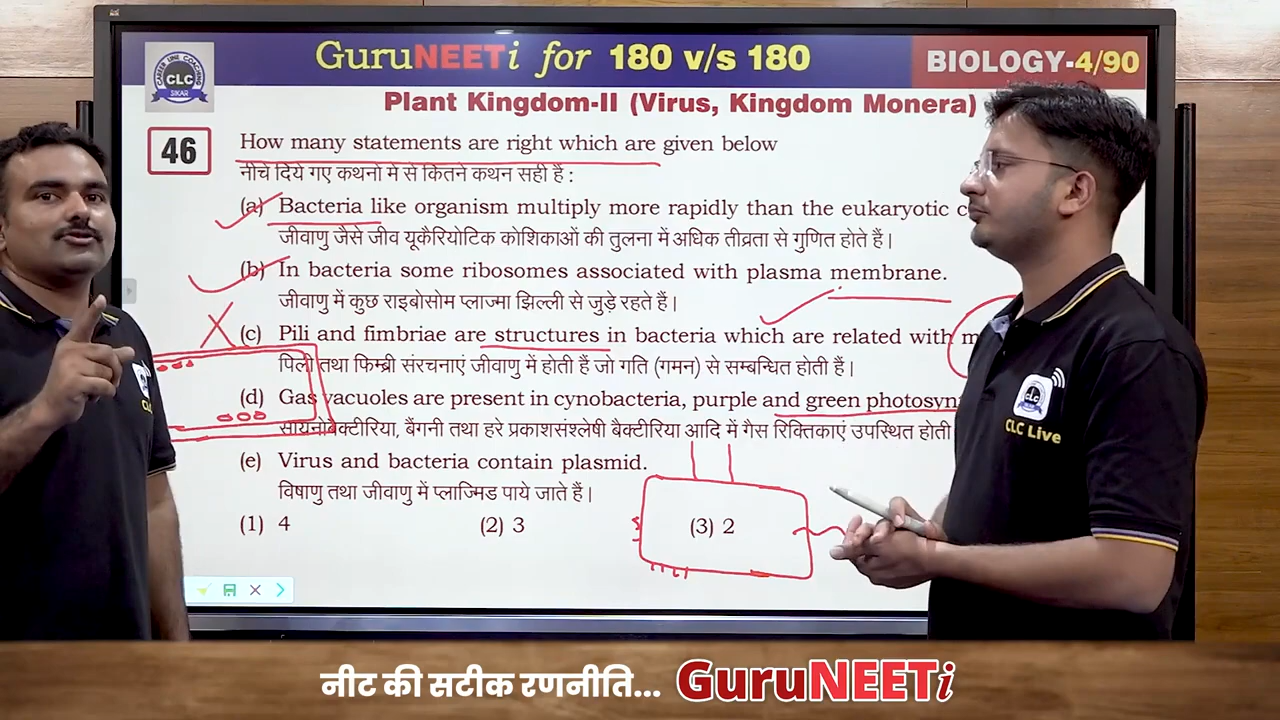 GuruNEETi for 180 v/s 180
BIOLOGY-4/90
CAREER LINE COACHING
CLC
SIKAR
Plant Kingdom-II (Virus, Kingdom Monera)
46
How many statements are right which are given below
नीचे दिये गए कथनो मे से कितने कथन सही हैं :
(a) Bacteria like organism multiply more rapidly than the eukaryotic
जीवाणु जैसे जीव यूकैरियोटिक कोशिकाओं की तुलना में अधिक तीव्रता से गुणित होते हैं।
(b) In bacteria some ribosomes associated with plasma membrane.
जीवाणु में कुछ राइबोसोम प्लाज्मा झिल्ली से जुड़े रहते हैं।
(c) Pili and fimbriae are structures in bacteria which are related with
पिली तथा फिम्ब्री संरचनाएं जीवाणु में होती हैं जो गति (गमन) से सम्बन्धित होती हैं।
(d) Gas vacuoles are present in cynobacteria, purple and green
सायनोबैक्टीरिया, बैंगनी तथा हरे प्रकाशसंश्लेषी बैक्टीरिया आदि में गैस रिक्तिकाएं उपस्थित होती
(e) Virus and bacteria contain plasmid.
विषाणु तथा जीवाणु में प्लाज्मिड पाये जाते हैं।
(1) 4 (2) 3 (3) 2
CLC
CLC Live
नीट की सटीक रणनीति... GuruNEETi